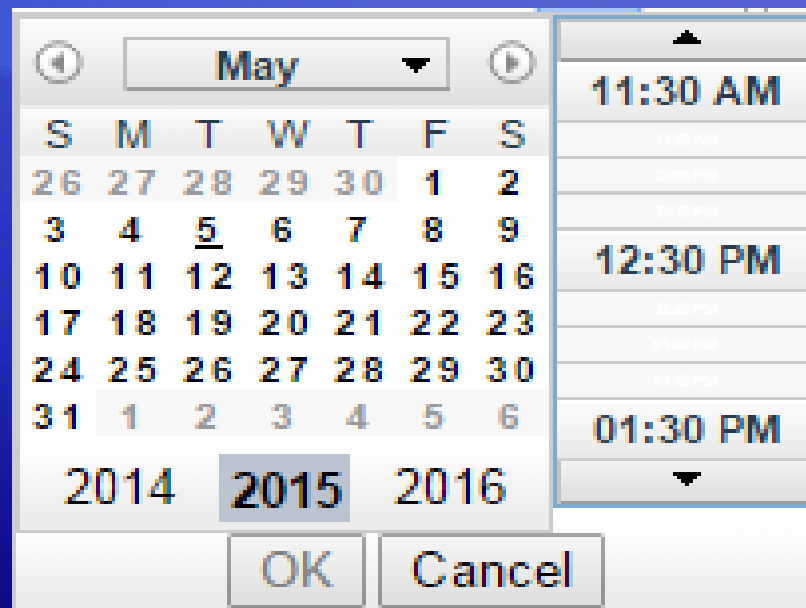 May
S M T W T F S
26 27 28 29 30 1 2
3 4 5 6 7 8 9
10 11 12 13 14 15 16
17 18 19 20 21 22 23
24 25 26 27 28 29 30
31 1 2 3 4 5 6
2014 2015 2016
OK Cancel
11:30 AM
12:30 PM
01:30 PM